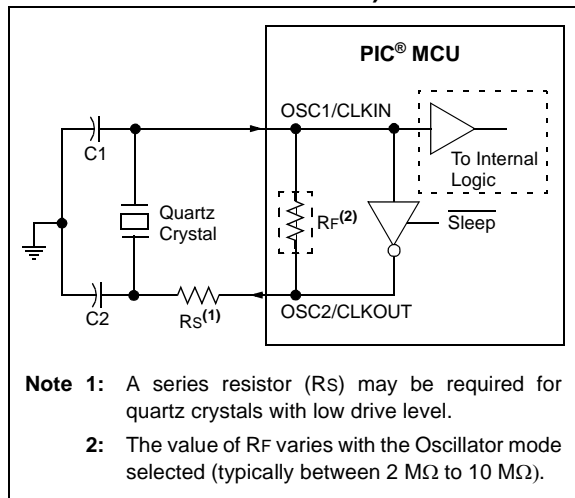 PIC® MCU
OSC1/CLKIN
C1
To Internal
Logic
Quartz
Crystal
RF(2)
Sleep
C2
RS(1)
OSC2/CLKOUT
Note 1: A series resistor (RS) may be required for
quartz crystals with low drive level.
2: The value of RF varies with the Oscillator mode
selected (typically between 2 MΩ to 10 MΩ).